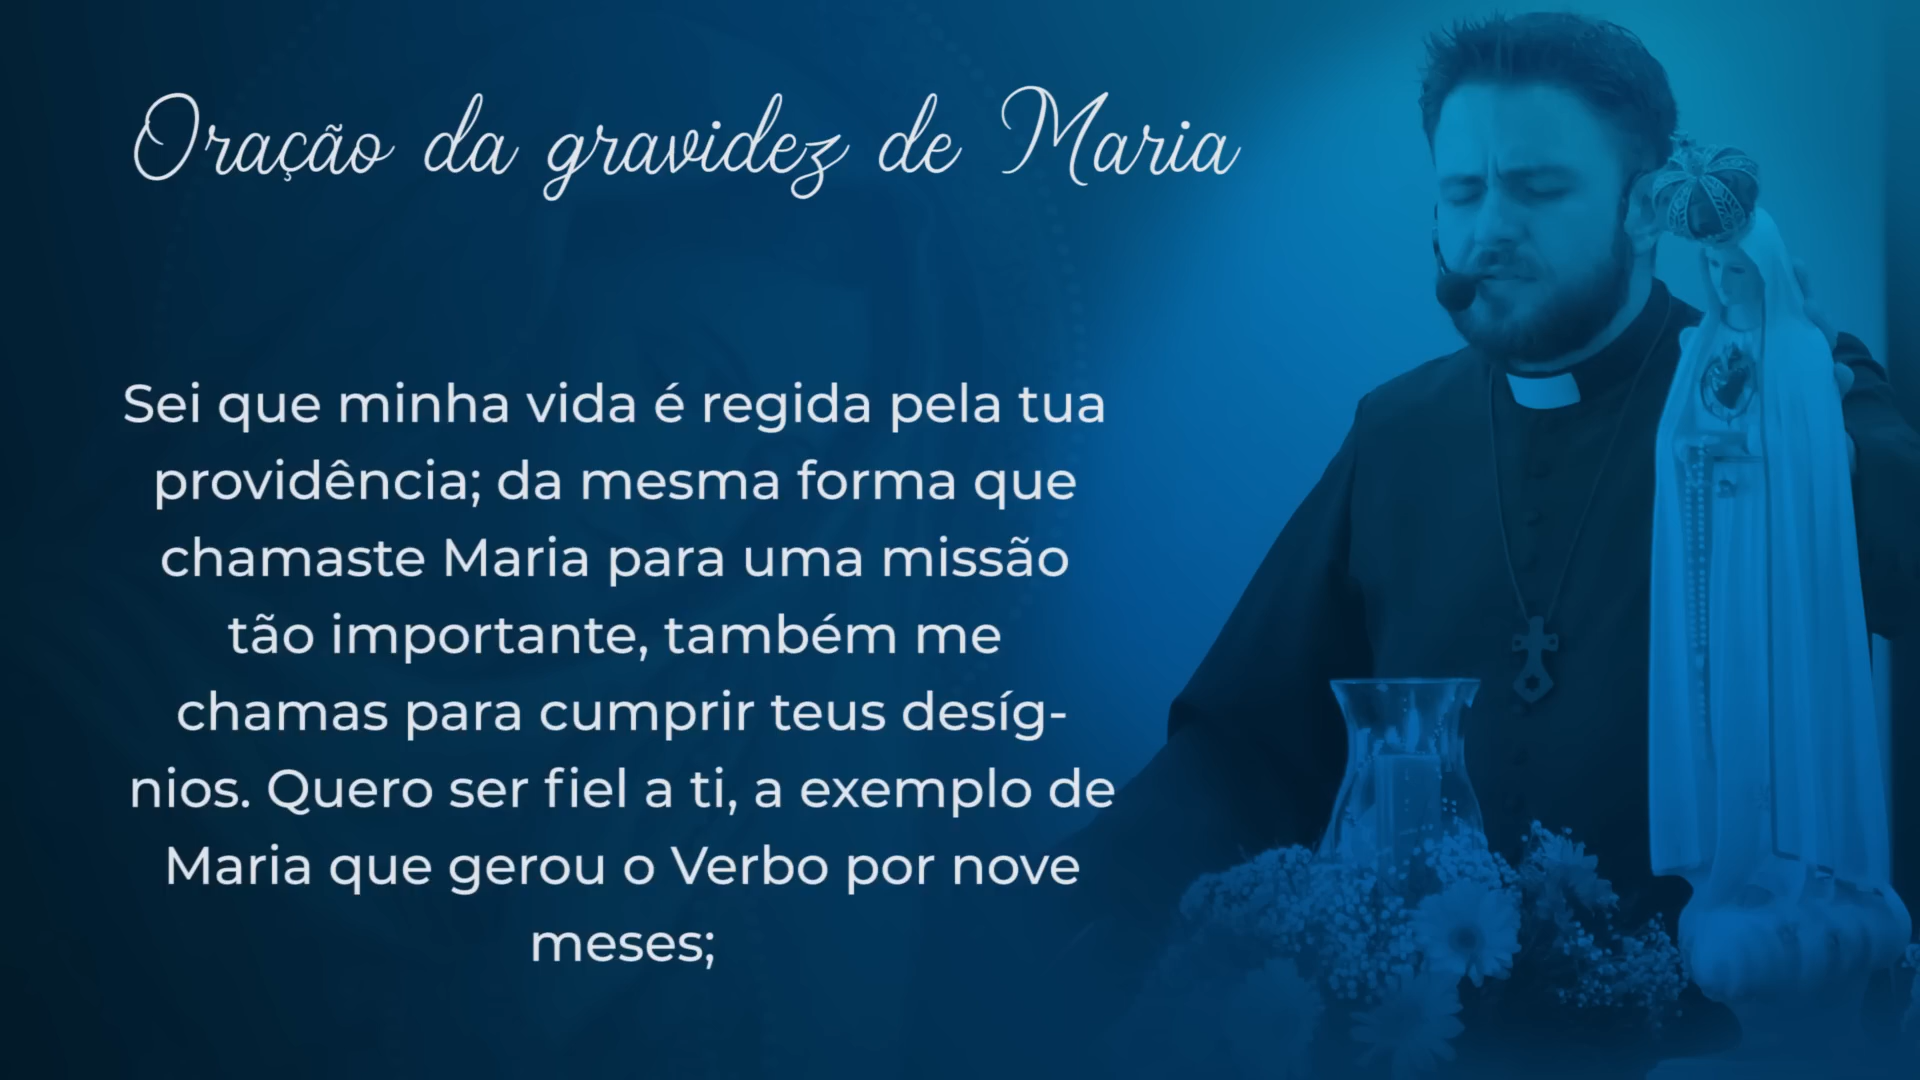 Oração da gravidez de Maria
Sei que minha vida é regida pela tua
providência; da mesma forma que
chamaste Maria para uma missão
tão importante, também me
chamas para cumprir teus desíg-
nios. Quero ser fiel a ti, a exemplo de
Maria que gerou o Verbo por nove
meses;